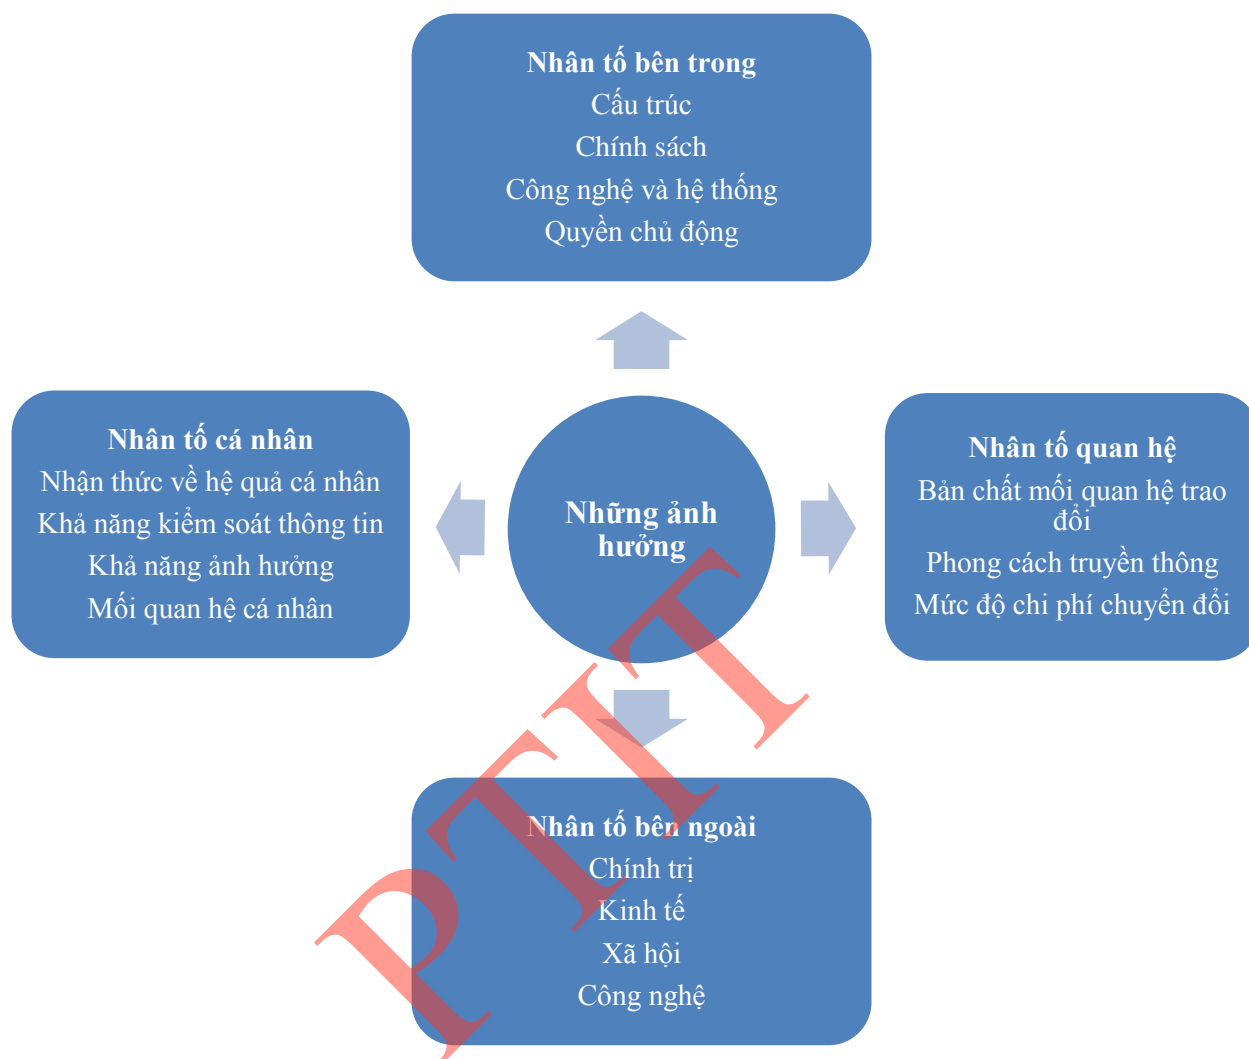 Nhân tố bên trong
Cấu trúc
Chính sách
Công nghệ và hệ thống
Quyền chủ động
Nhân tố cá nhân
Nhận thức về hệ quả cá nhân
Khả năng kiểm soát thông tin
Khả năng ảnh hưởng
Mối quan hệ cá nhân
Những ảnh
hưởng
Nhân tố quan hệ
Bản chất mối quan hệ trao
đổi
Phong cách truyền thông
Mức độ chi phí chuyển đổi
Nhân tố bên ngoài
Chính trị
Kinh tế
Xã hội
Công nghệ
PTIT